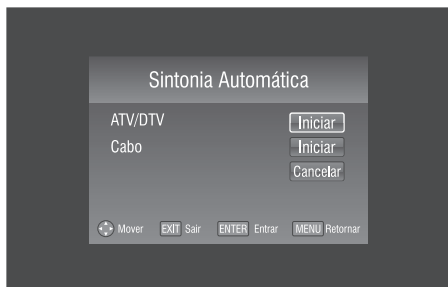 Sintonia Automática
ATV/DTV Iniciar
Cabo Iniciar
Cancelar
Mover EXIT Sair ENTER Entrar MENU Retornar